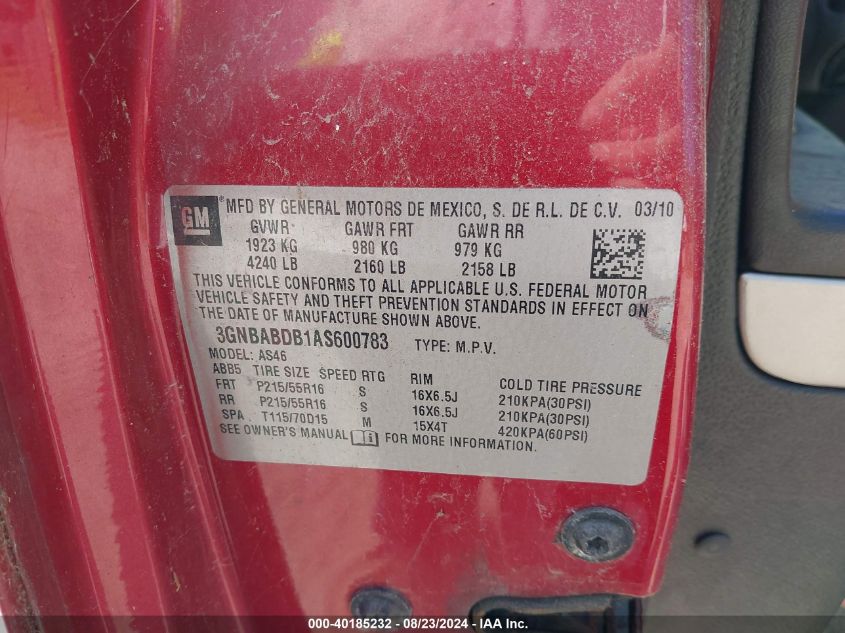 GM ® MFD BY GENERAL MOTORS DE MEXICO, S. DE R.L. DE C.V. 03/10
GVWR GAWR FRT GAWR RR
1923 KG 980 KG 979 KG
4240 LB 2160 LB 2158 LB
THIS VEHICLE CONFORMS TO ALL APPLICABLE U.S. FEDERAL MOTOR
VEHICLE SAFETY AND THEFT PREVENTION STANDARDS IN EFFECT ON
THE DATE OF MANUFACTURE SHOWN ABOVE.
3GNBABDB1AS600783 TYPE: M.P.V.
MODEL: AS46
ABB5 TIRE SIZE SPEED RTG RIM COLD TIRE PRESSURE
FRT P215/55R16 S 16X6.5J 210KPA(30PSI)
RR P215/55R16 S 16X6.5J 210KPA(30PSI)
SPA T115/70D15 M 15X4T 420KPA(60PSI)
SEE OWNER'S MANUAL FOR MORE INFORMATION.
000-40185232 - 08/23/2024 - IAAI.com